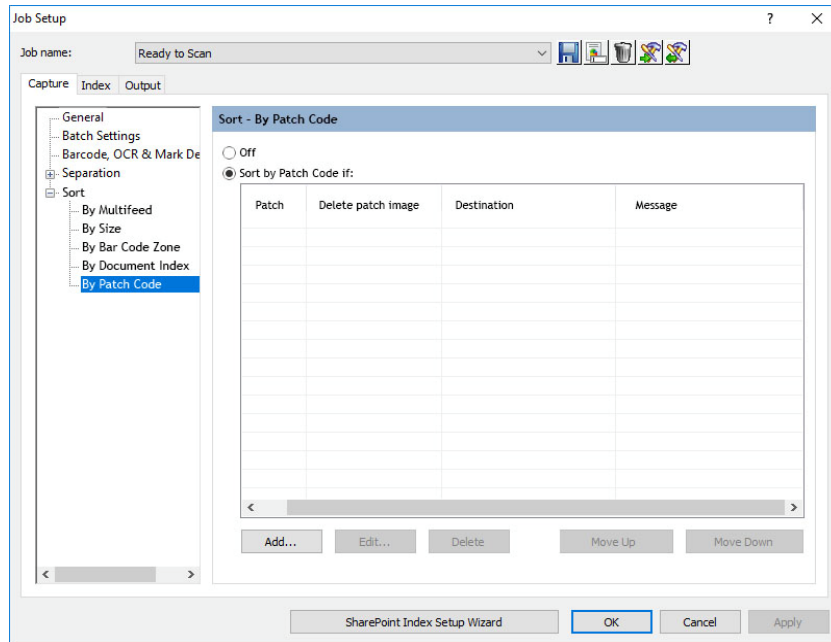 Job Setup
?
Job name:
Ready to Scan
Capture
Index
Output
General
Batch Settings
Barcode, OCR & Mark De
Separation
Sort
By Multifeed
By Size
By Bar Code Zone
By Document Index
By Patch Code
Sort - By Patch Code
Off
Sort by Patch Code if:
Patch
Delete patch image
Destination
Message
Add...
Edit...
Delete
Move Up
Move Down
SharePoint Index Setup Wizard
OK
Cancel
Apply